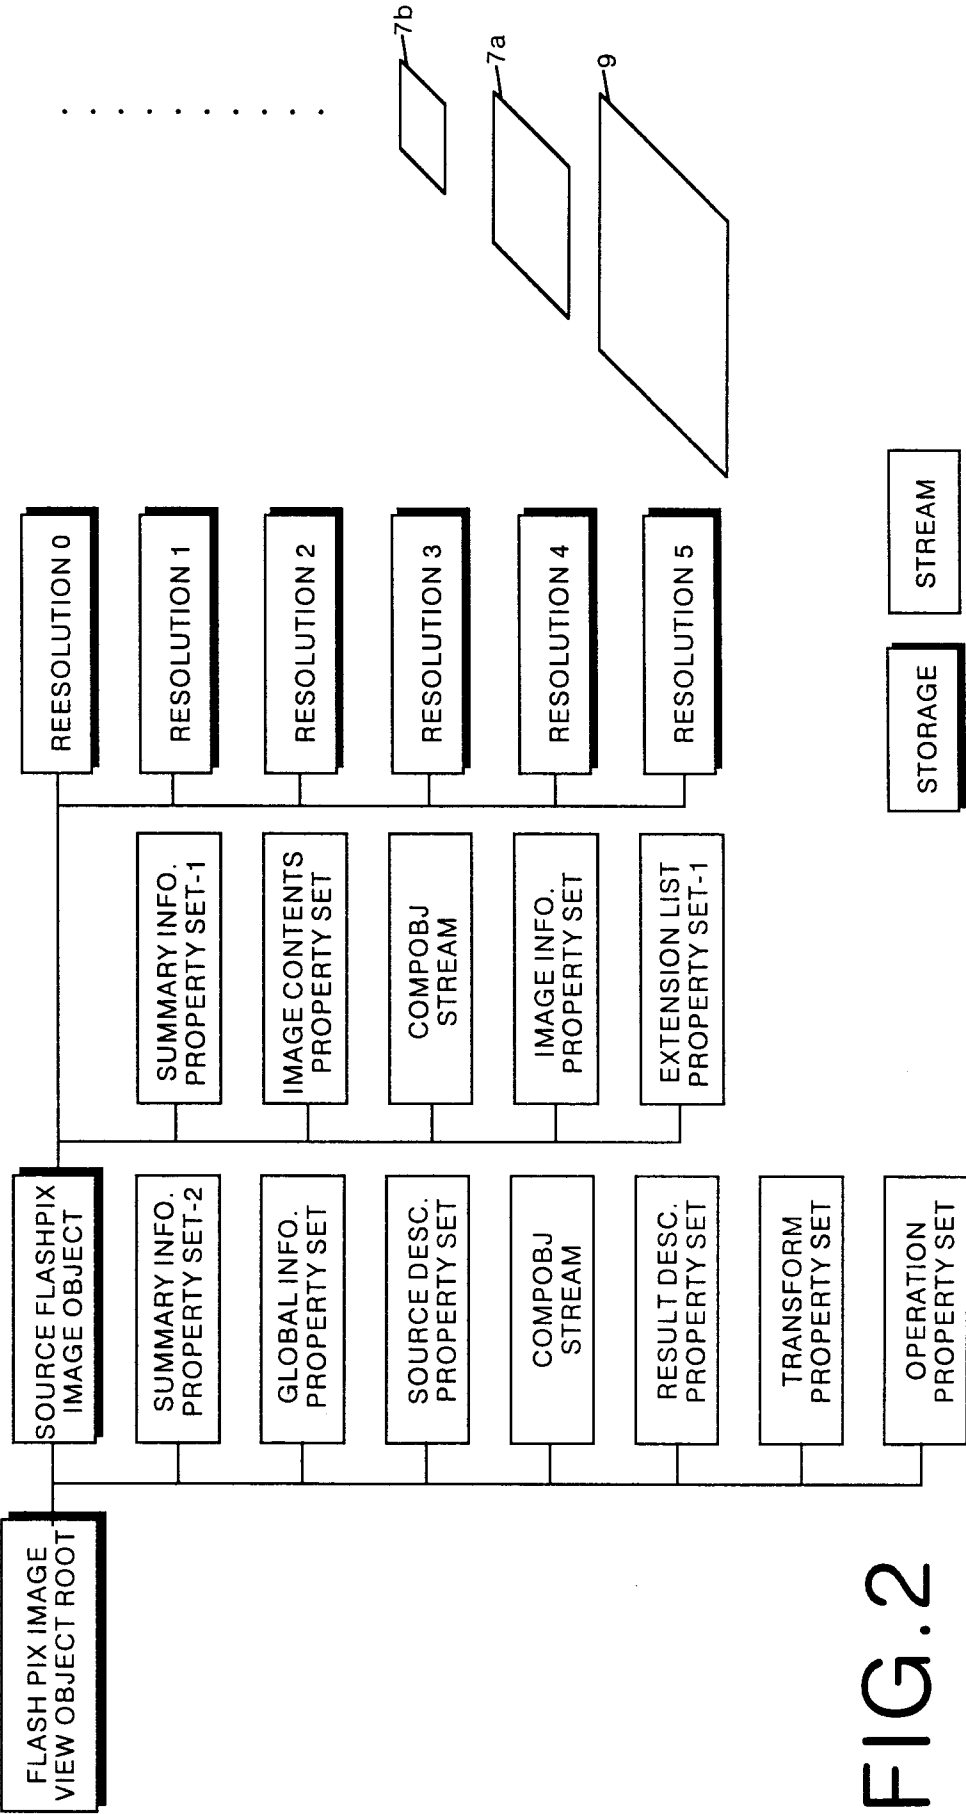 FLASH PIX IMAGE
VIEW OBJECT ROOT
SOURCE FLASHPIX
IMAGE OBJECT
SUMMARY INFO.
PROPERTY SET-2
GLOBAL INFO.
PROPERTY SET
SOURCE DESC.
PROPERTY SET
COMPOBJ
STREAM
RESULT DESC.
PROPERTY SET
TRANSFORM
PROPERTY SET
OPERATION
PROPERTY SET
SUMMARY INFO.
PROPERTY SET-1
IMAGE CONTENTS
PROPERTY SET
COMPOBJ
STREAM
IMAGE INFO.
PROPERTY SET
EXTENSION LIST
PROPERTY SET-1
REESOLUTION 0
RESOLUTION 1
RESOLUTION 2
RESOLUTION 3
RESOLUTION 4
RESOLUTION 5
7b
7a
9
STORAGE
STREAM
FIG.2